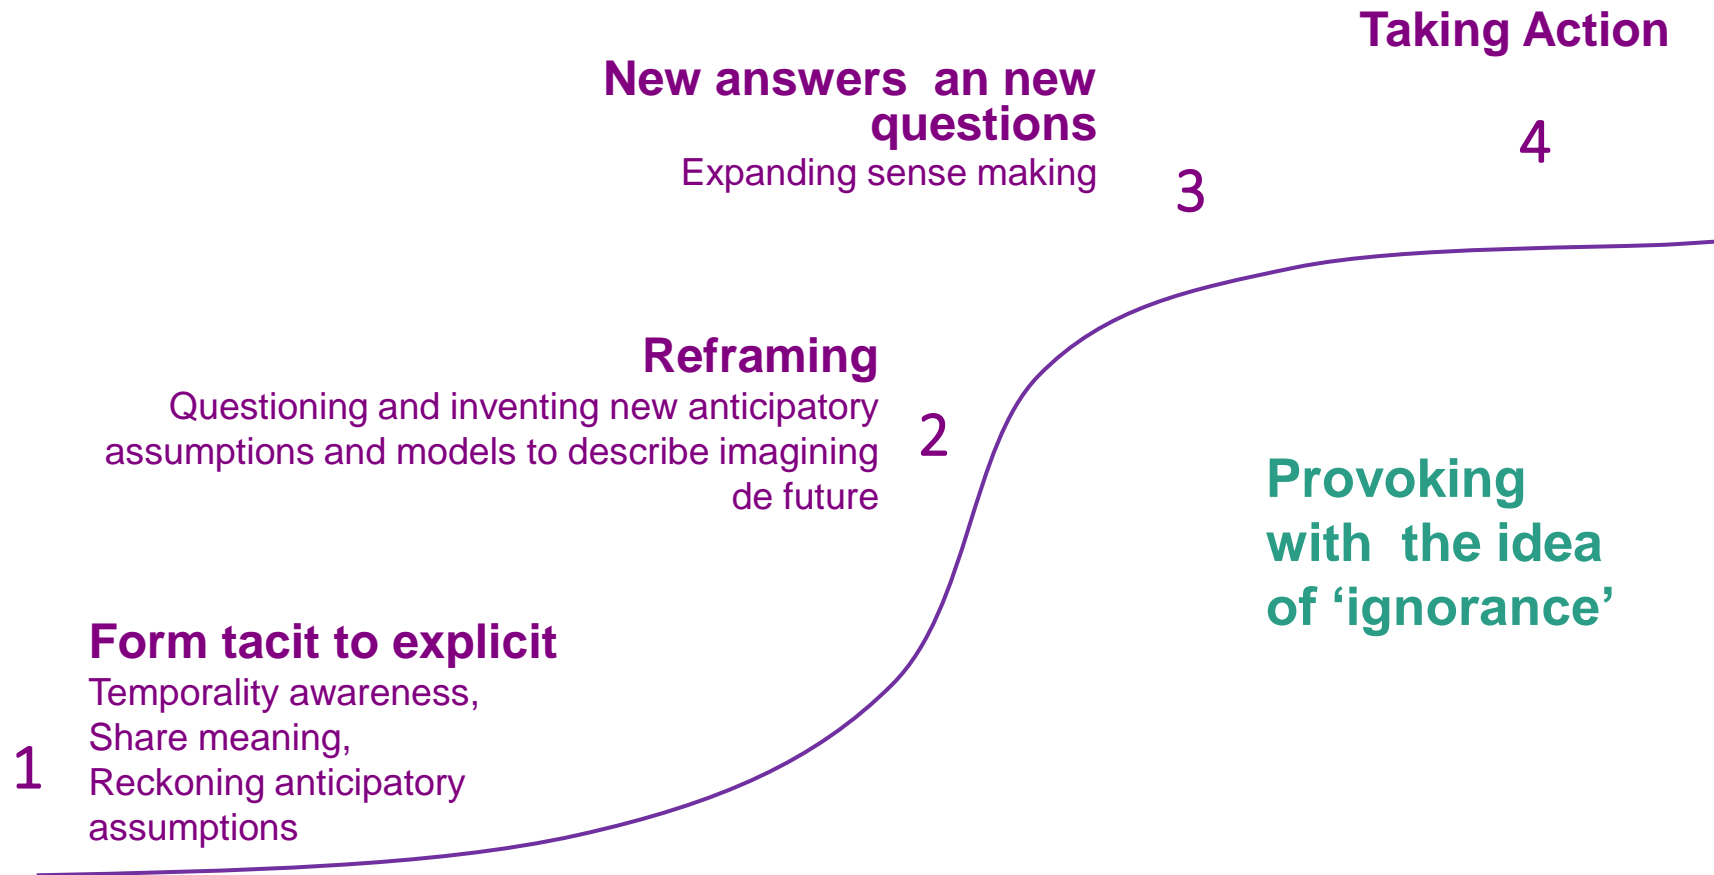 Taking Action
4
New answers  an new
questions
Expanding sense making
3
Reframing
Questioning and inventing new anticipatory
assumptions and models to describe imagining
de future
2
Provoking
with  the idea
of ‘ignorance’
Form tacit to explicit
Temporality awareness,
Share meaning,
Reckoning anticipatory
assumptions
1